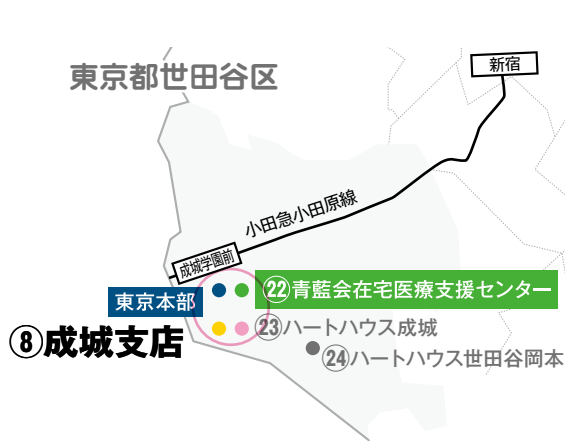 東京都世田谷区
新宿
小田急小田原線
成城学園前
東京本部
㉒青藍会在宅医療支援センター
⑧成城支店
㉓ハートハウス成城
㉔ハートハウス世田谷岡本